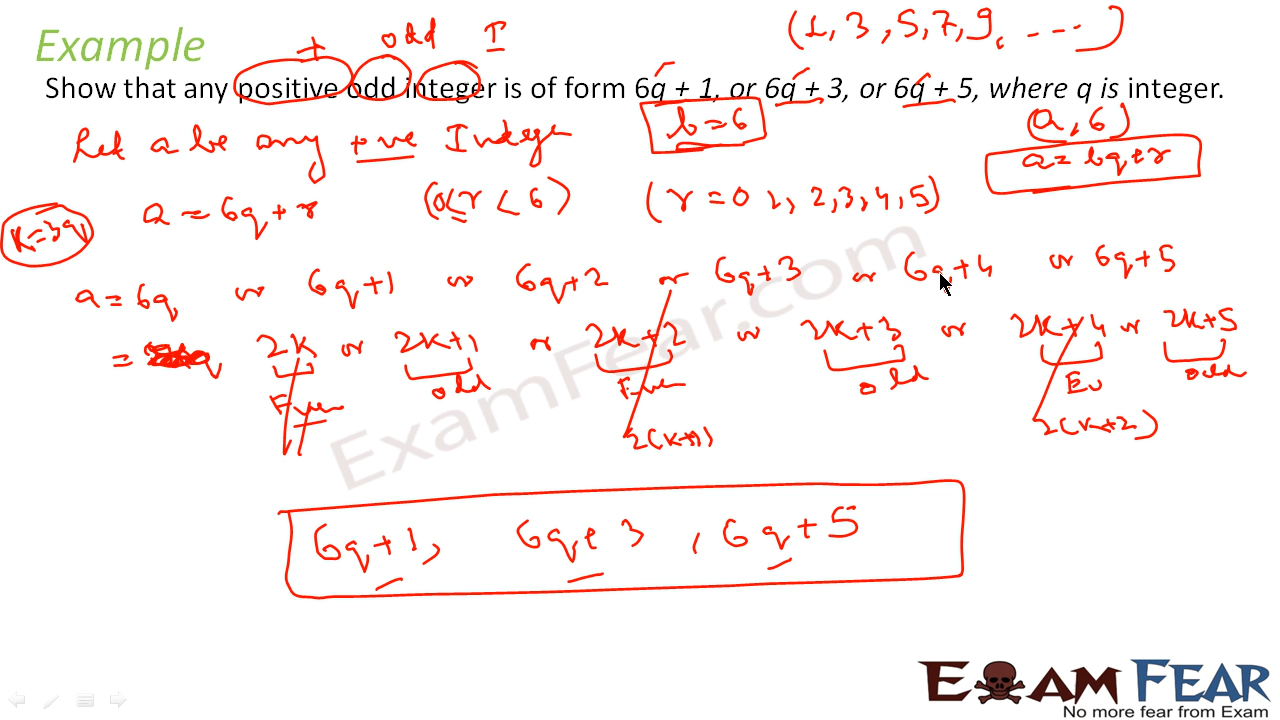 Example
+ odd I
(1, 3, 5, 7, 9, ---- )
Show that any positive odd integer is of form 6q + 1, or 6q + 3, or 6q + 5, where q is integer.
Let a be any +ve Integer
b = 6
(a, 6)
a = bq + r
K = 3q
a = 6q + r (0 ≤ r < 6) (r = 0 1, 2, 3, 4, 5)
a = 6q or 6q+1 or 6q+2 or 6q+3 or 6q+4 or 6q+5
= 2K or 2K+1 or 2K+2 or 2K+3 or 2K+4 or 2K+5
Even odd Even odd Ev odd
2(K+1) 2(K+2)
6q+1, 6q+3, 6q+5
ExamFear.com
EXAM FEAR
No more fear from Exam